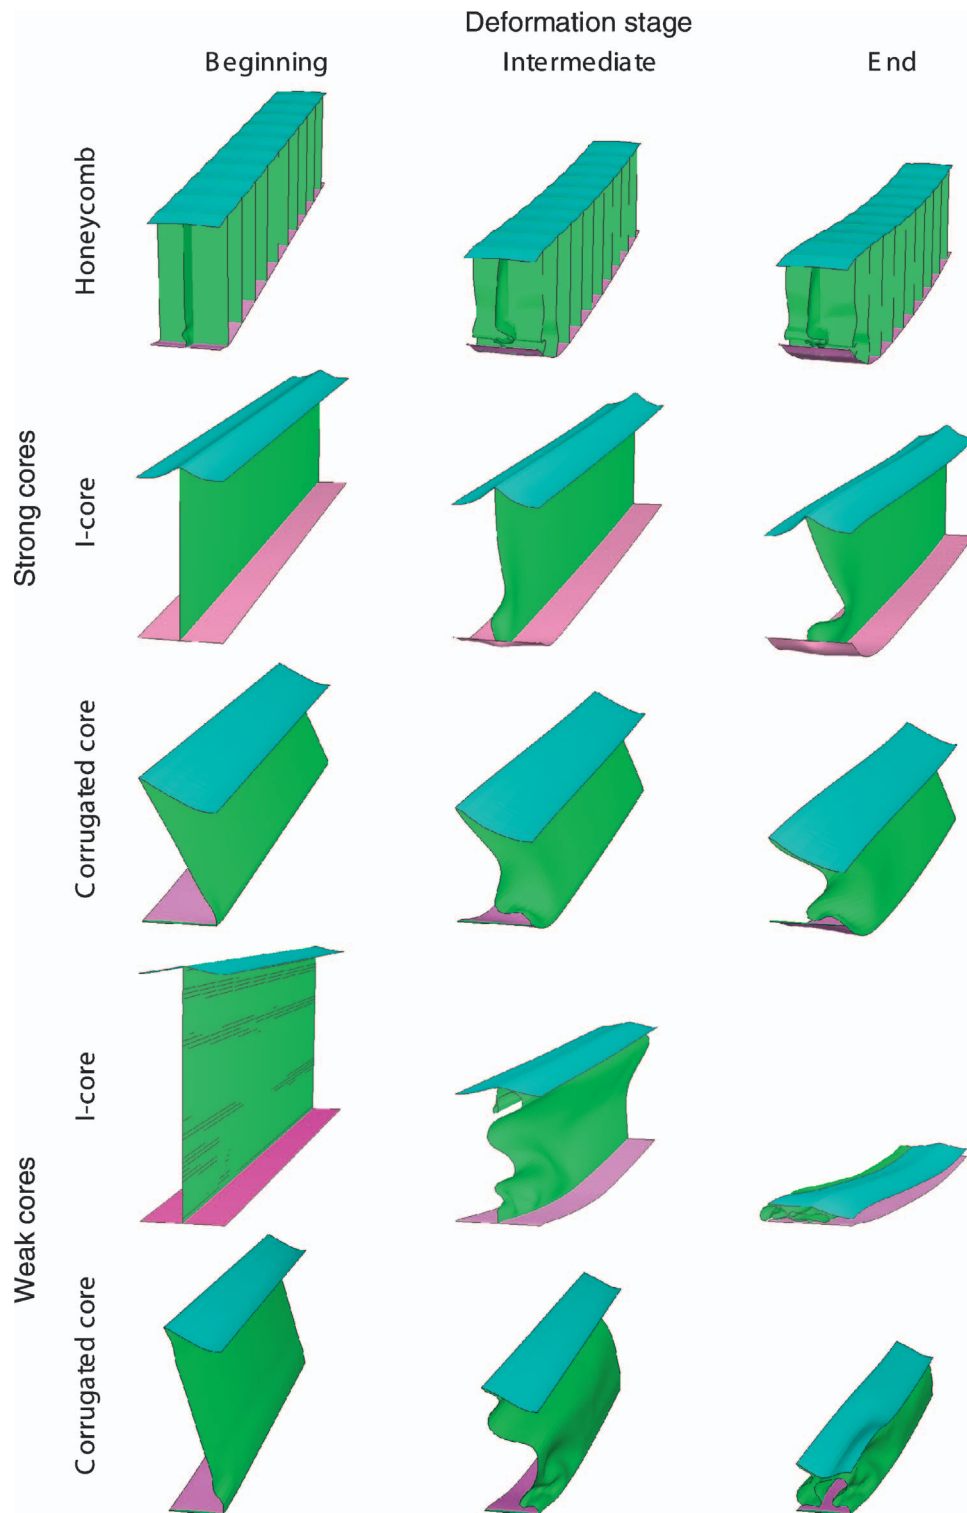 Deformation stage
Beginning
Intermediate
End
Strong cores
Honeycomb
I-core
Corrugated core
Weak cores
I-core
Corrugated core